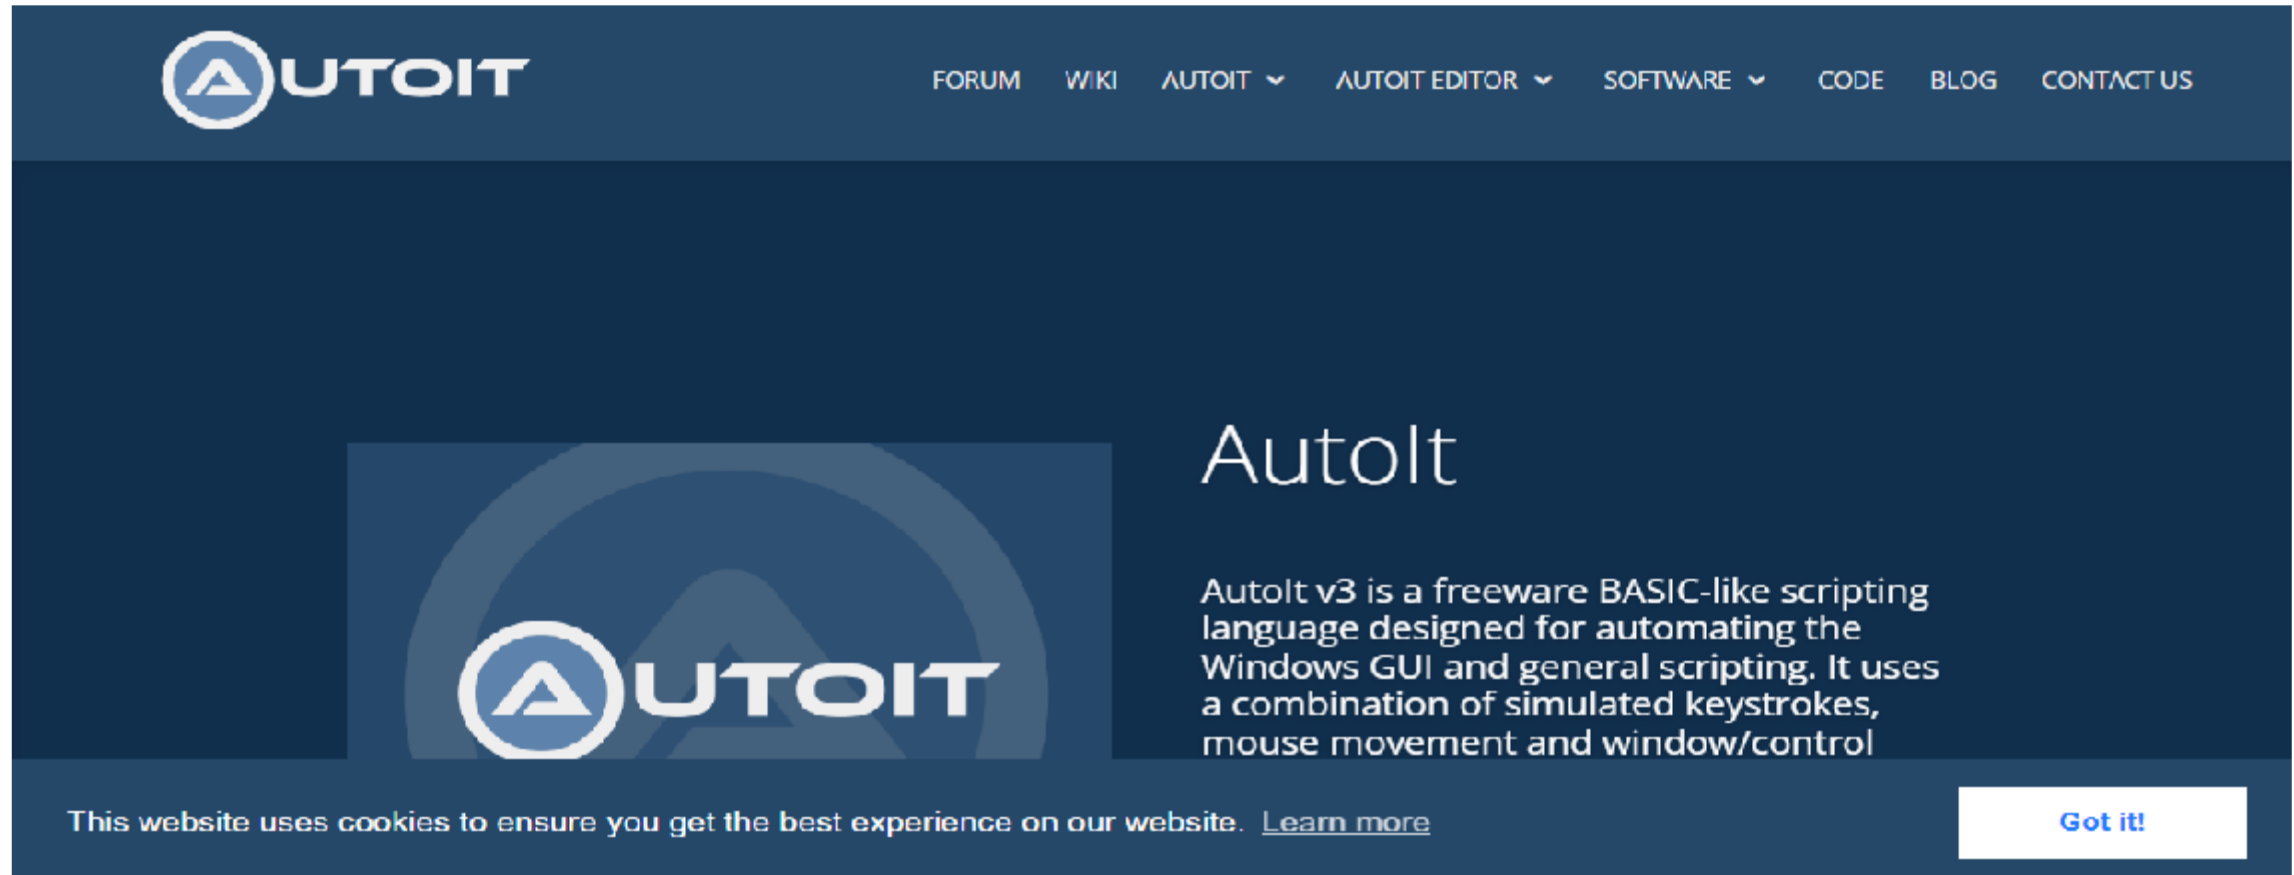 AUTOIT
FORUM WIKI AUTOIT AUTOIT EDITOR SOFTWARE CODE BLOG CONTACT US
AutoIt
AutoIt v3 is a freeware BASIC-like scripting
language designed for automating the
Windows GUI and general scripting. It uses
a combination of simulated keystrokes,
mouse movement and window/control
AUTOIT
This website uses cookies to ensure you get the best experience on our website. Learn more
Got it!